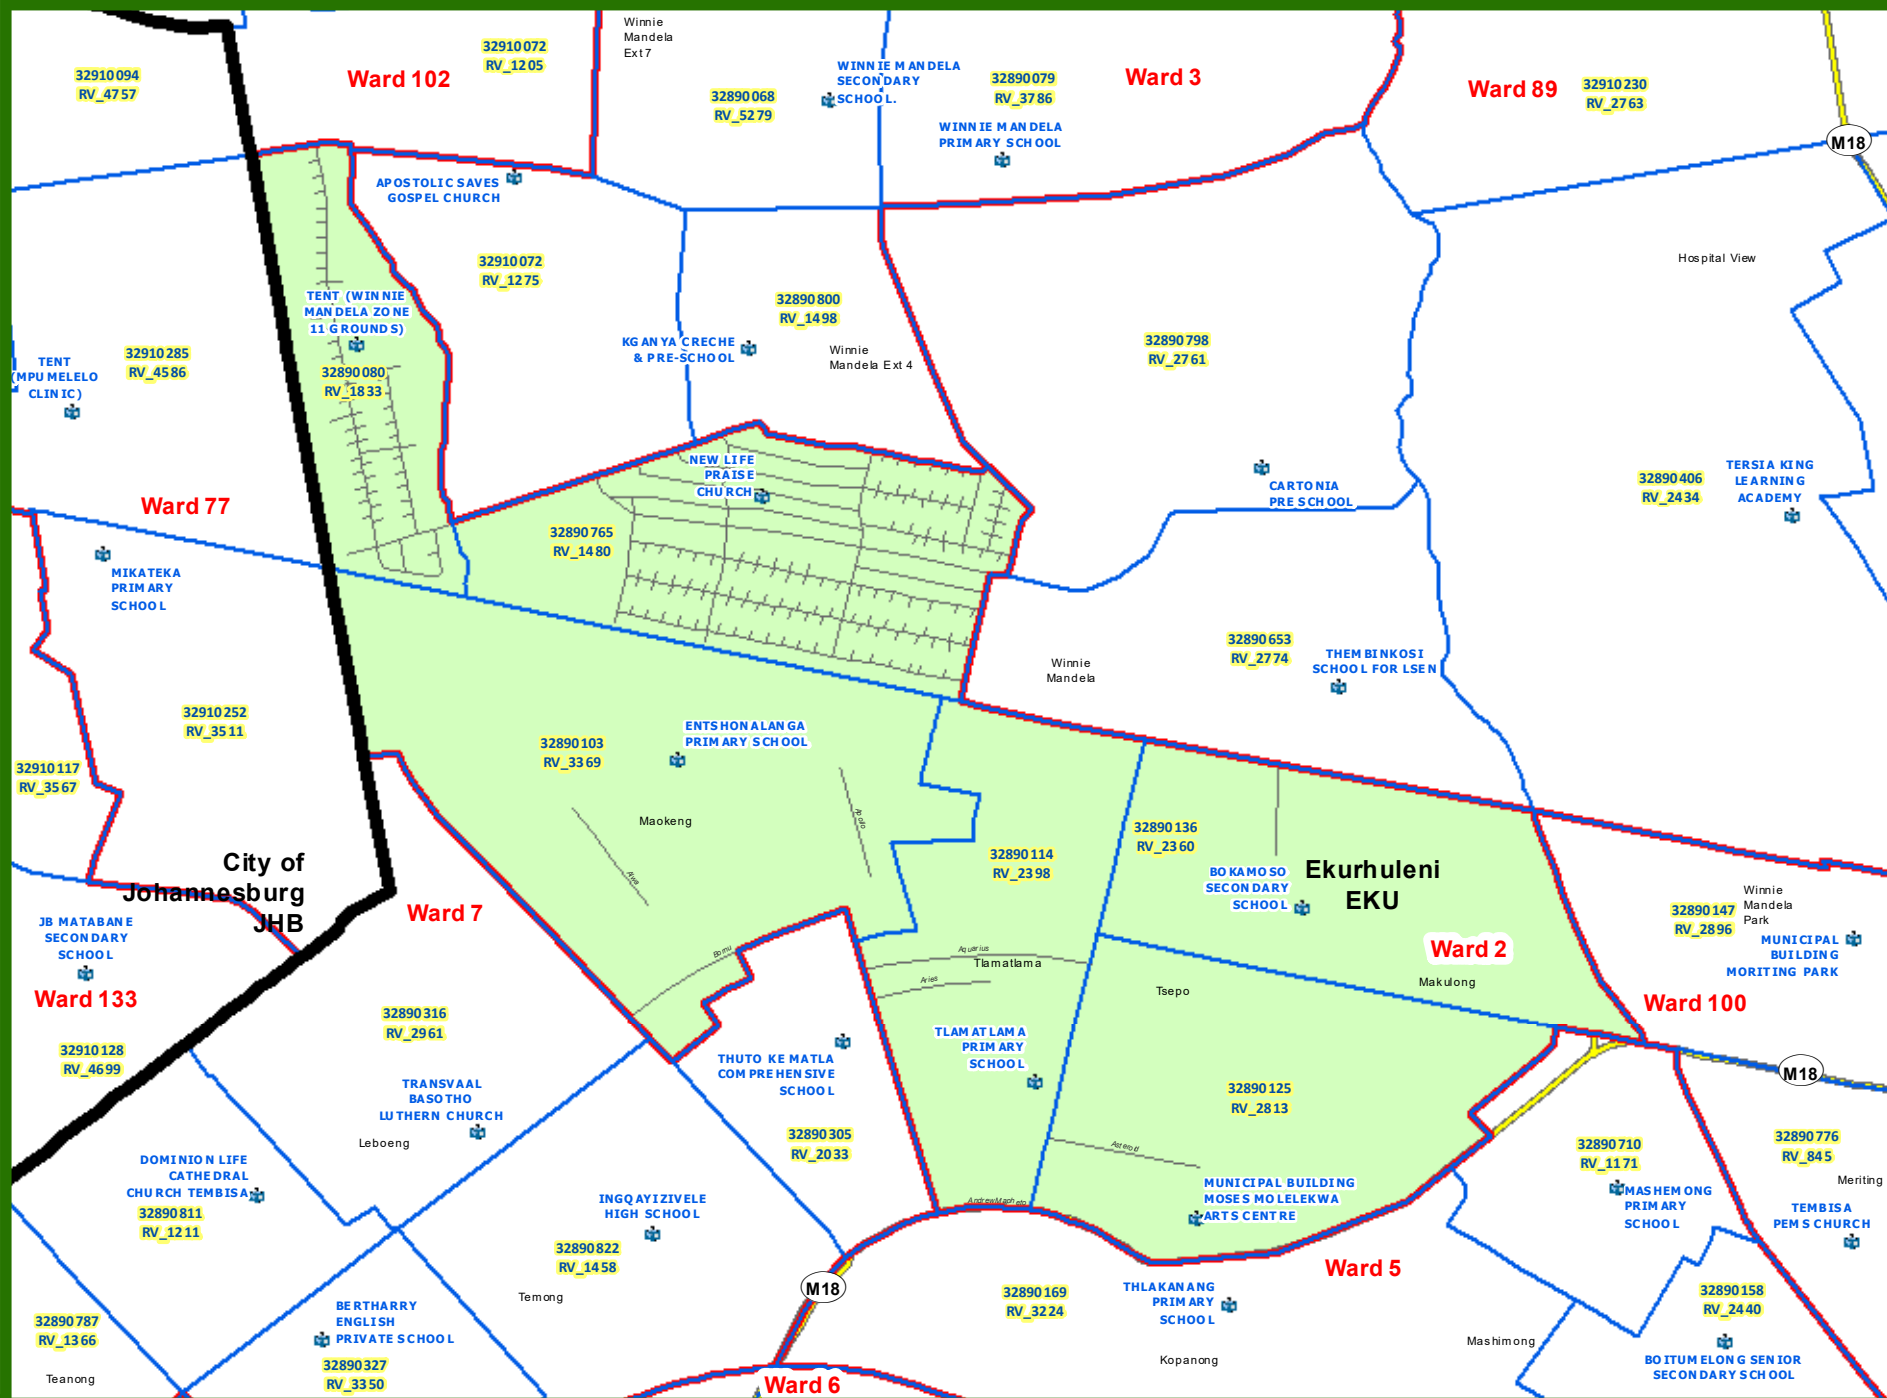 32910094
RV_4757
Ward 102
32910072
RV_1205
Winnie
Mandela
Ext 7
32890068
RV_5279
WINNIE MANDELA
SECONDARY
SCHOOL.
32890079
RV_3786
WINNIE MANDELA
PRIMARY SCHOOL
Ward 3
Ward 89
32910230
RV_2763
M18
APOSTOLIC SAVES
GOSPEL CHURCH
32910072
RV_1275
TENT (WINNIE
MANDELA ZONE
11 GROUNDS)
32890080
RV_1833
TENT
(MPUMELELO
CLINIC)
32910285
RV_4586
KGANYA CRECHE
& PRE-SCHOOL
32890800
RV_1498
Winnie
Mandela Ext 4
32890798
RV_2761
Hospital View
Ward 77
NEW LIFE
PRAISE
CHURCH
32890765
RV_1480
CARTONIA
PRE SCHOOL
32890406
RV_2434
TERSIA KING
LEARNING
ACADEMY
MIKATEKA
PRIMARY
SCHOOL
32910252
RV_3511
32910117
RV_3567
Winnie
Mandela
32890653
RV_2774
THEMBINKOSI
SCHOOL FOR LSEN
32890103
RV_3369
ENTSHONALANGA
PRIMARY SCHOOL
Maokeng
Apollo
Alwa
32890114
RV_2398
32890136
RV_2360
BOKAMOSO
SECONDARY
SCHOOL
Ekurhuleni
EKU
City of
Johannesburg
JHB
Ward 7
JB MATABANE
SECONDARY
SCHOOL
Ward 133
Bornu
Aquarius
Tlamatlama
Aries
Tsepo
Ward 2
Makulong
32890147
RV_2896
Winnie
Mandela
Park
MUNICIPAL
BUILDING
MORITING PARK
Ward 100
32910128
RV_4699
32890316
RV_2961
TRANSVAAL
BASOTHO
LUTHERN CHURCH
Leboeng
THUTO KE MATLA
COMPREHENSIVE
SCHOOL
32890305
RV_2033
TLAMATLAMA
PRIMARY
SCHOOL
32890125
RV_2813
Asteroid
M18
32890710
RV_1171
32890776
RV_845
Meriting
DOMINION LIFE
CATHEDRAL
CHURCH TEMBISA
32890811
RV_1211
INGQAYIZIVELE
HIGH SCHOOL
32890822
RV_1458
Temong
AndrewMapheto
MUNICIPAL BUILDING
MOSES MOLELEKWA
ARTS CENTRE
MASHEMONG
PRIMARY
SCHOOL
TEMBISA
PEMS CHURCH
M18
32890169
RV_3224
THLAKANANG
PRIMARY
SCHOOL
Ward 5
32890158
RV_2440
32890787
RV_1366
Teanong
BERTHARRY
ENGLISH
PRIVATE SCHOOL
32890327
RV_3350
Ward 6
Kopanong
Mashimong
BOITUMELONG SENIOR
SECONDARY SCHOOL